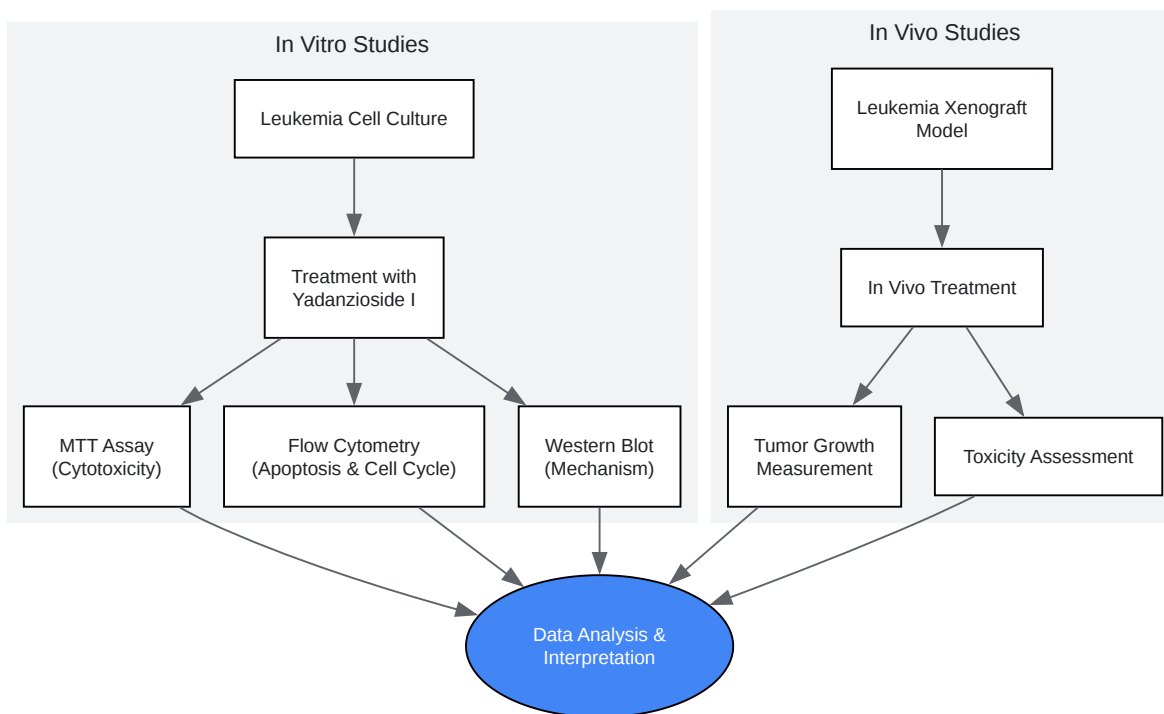 In Vitro Studies
Leukemia Cell Culture
Treatment with
Yadanzioside I
MTT Assay
(Cytotoxicity)
Flow Cytometry
(Apoptosis & Cell Cycle)
Western Blot
(Mechanism)
In Vivo Studies
Leukemia Xenograft
Model
In Vivo Treatment
Tumor Growth
Measurement
Toxicity Assessment
Data Analysis &
Interpretation